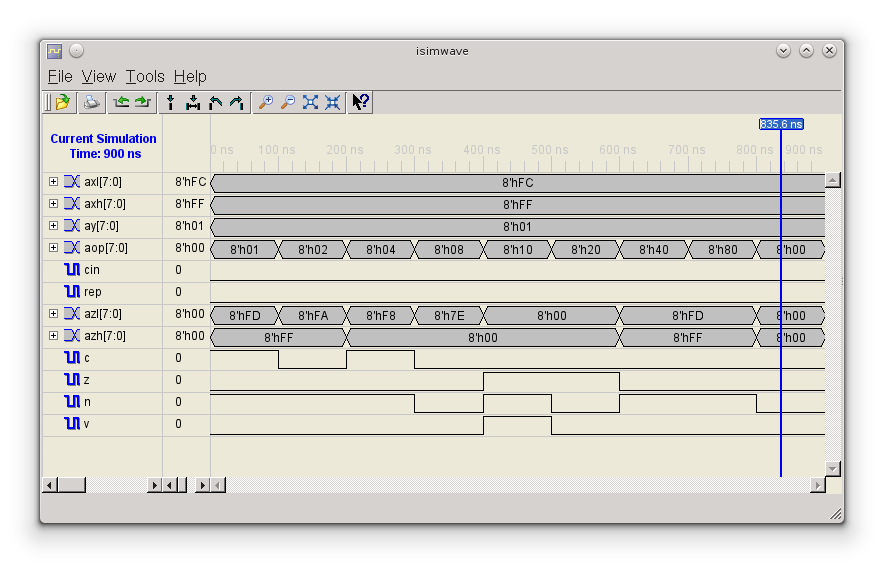 isimwave
File View Tools Help
835.6 ns
Current Simulation
Time: 900 ns
0 ns 100 ns 200 ns 300 ns 400 ns 500 ns 600 ns 700 ns 800 ns 900 ns
axl[7:0] 8'hFC 8'hFC
axh[7:0] 8'hFF 8'hFF
ay[7:0] 8'h01 8'h01
aop[7:0] 8'h00 8'h01 8'h02 8'h04 8'h08 8'h10 8'h20 8'h40 8'h80 8'h00
cin 0
rep 0
azl[7:0] 8'h00 8'hFD 8'hFA 8'hF8 8'h7E 8'h00 8'hFD 8'h00
azh[7:0] 8'h00 8'hFF 8'h00 8'hFF 8'h00
c 0
z 0
n 0
v 0